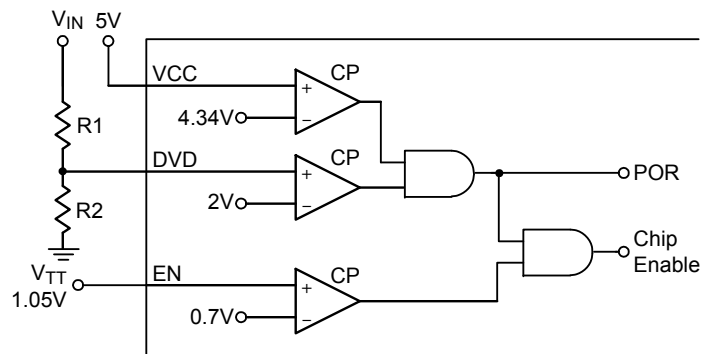 VIN 5V
VCC
CP
+
−
4.34V
R1
DVD
CP
+
−
2V
R2
POR
Chip
Enable
VTT
1.05V
EN
CP
+
−
0.7V